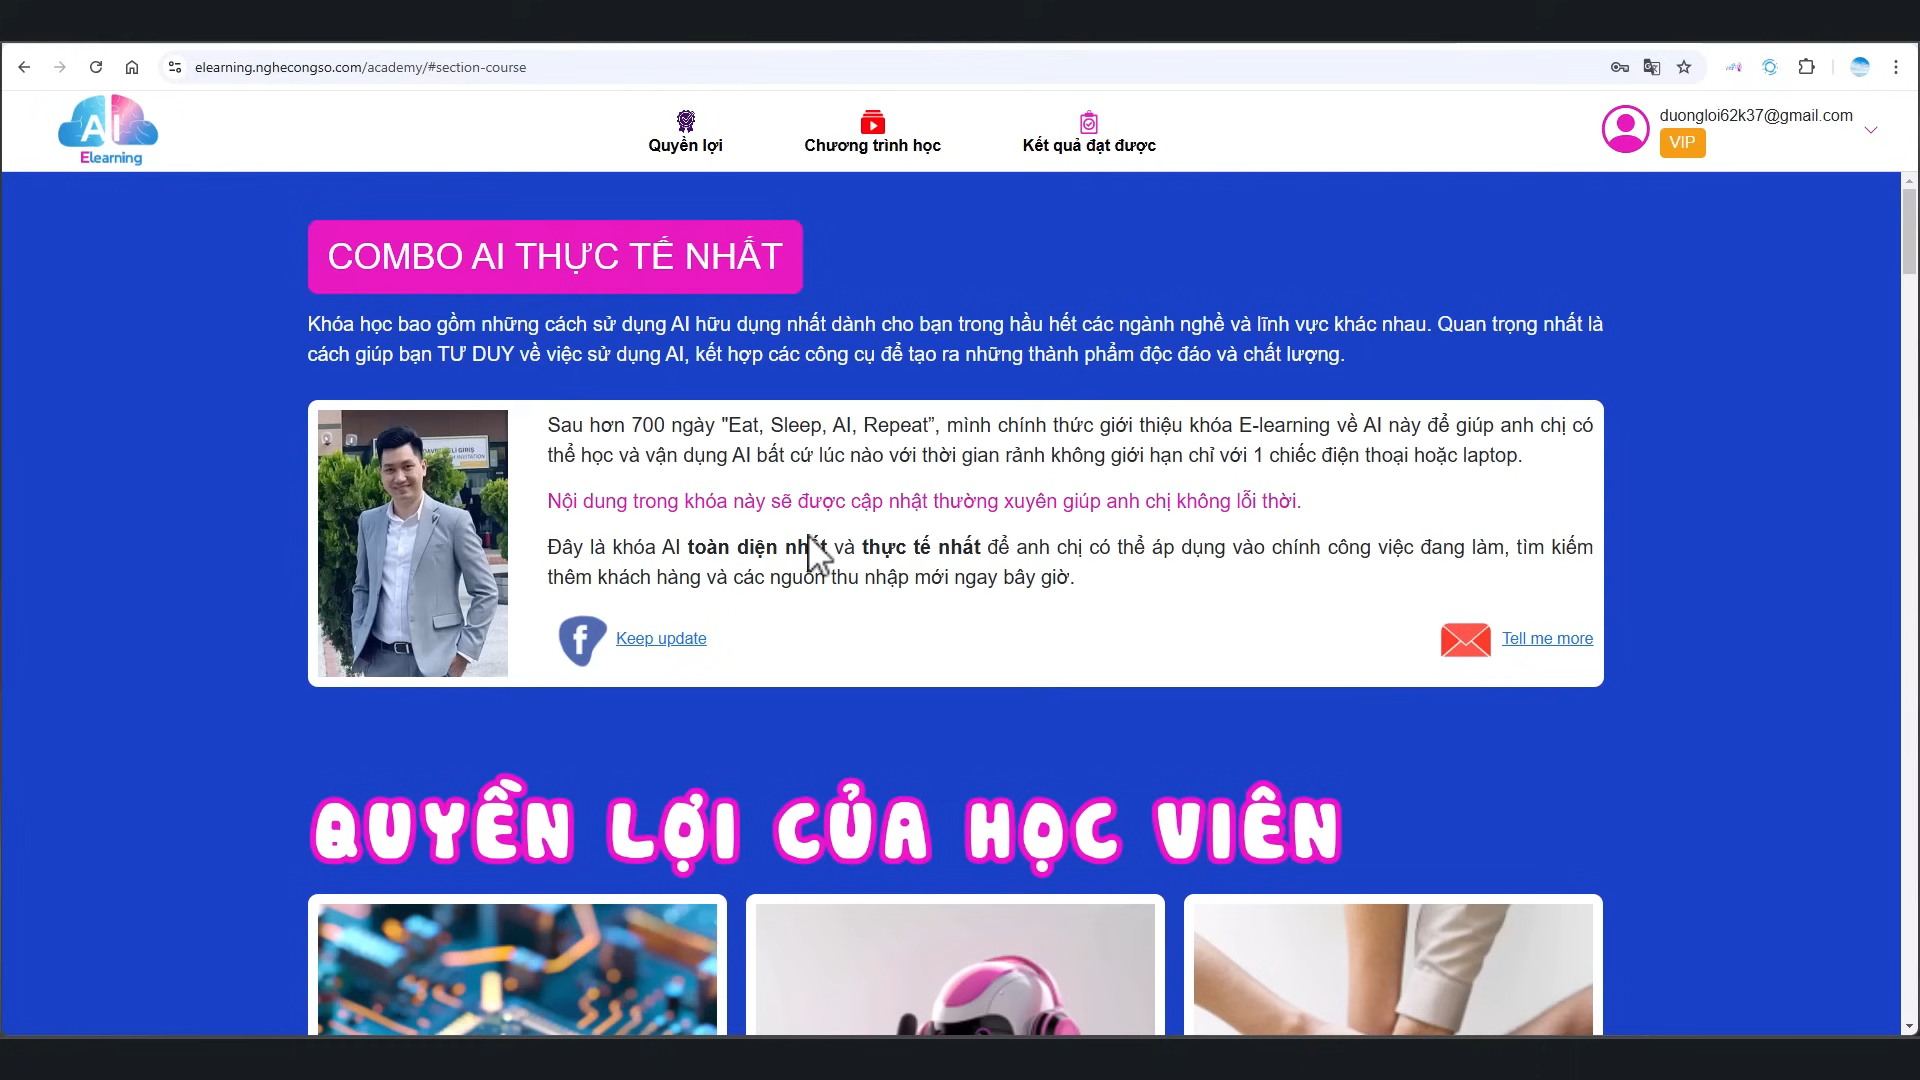 elearning.nghecongso.com/academy/#section-course
AI
Elearning
Quyền lợi
Chương trình học
Kết quả đạt được
duongloi62k37@gmail.com
VIP
COMBO AI THỰC TẾ NHẤT
Khóa học bao gồm những cách sử dụng AI hữu dụng nhất dành cho bạn trong hầu hết các ngành nghề và lĩnh vực khác nhau. Quan trọng nhất là
cách giúp bạn TƯ DUY về việc sử dụng AI, kết hợp các công cụ để tạo ra những thành phẩm độc đáo và chất lượng.
Sau hơn 700 ngày "Eat, Sleep, AI, Repeat”, mình chính thức giới thiệu khóa E-learning về AI này để giúp anh chị có
thể học và vận dụng AI bất cứ lúc nào với thời gian rảnh không giới hạn chỉ với 1 chiếc điện thoại hoặc laptop.
Nội dung trong khóa này sẽ được cập nhật thường xuyên giúp anh chị không lỗi thời.
Đây là khóa AI toàn diện nhất và thực tế nhất để anh chị có thể áp dụng vào chính công việc đang làm, tìm kiếm
thêm khách hàng và các nguồn thu nhập mới ngay bây giờ.
Keep update
Tell me more
QUYỀN LỢI CỦA HỌC VIÊN